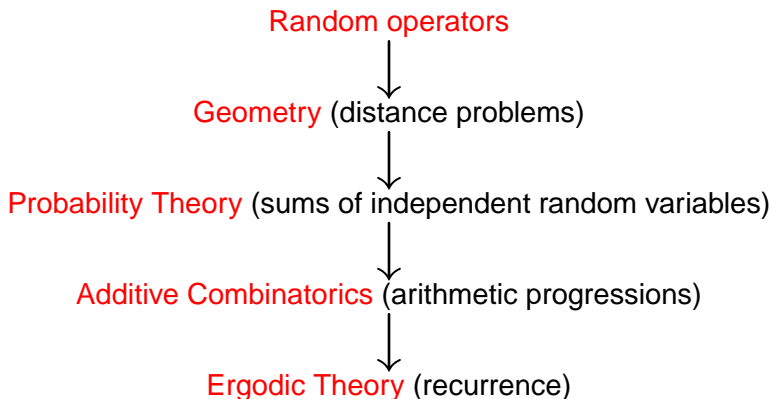 Random operators
Geometry (distance problems)
Probability Theory (sums of independent random variables)
Additive Combinatorics (arithmetic progressions)
Ergodic Theory (recurrence)